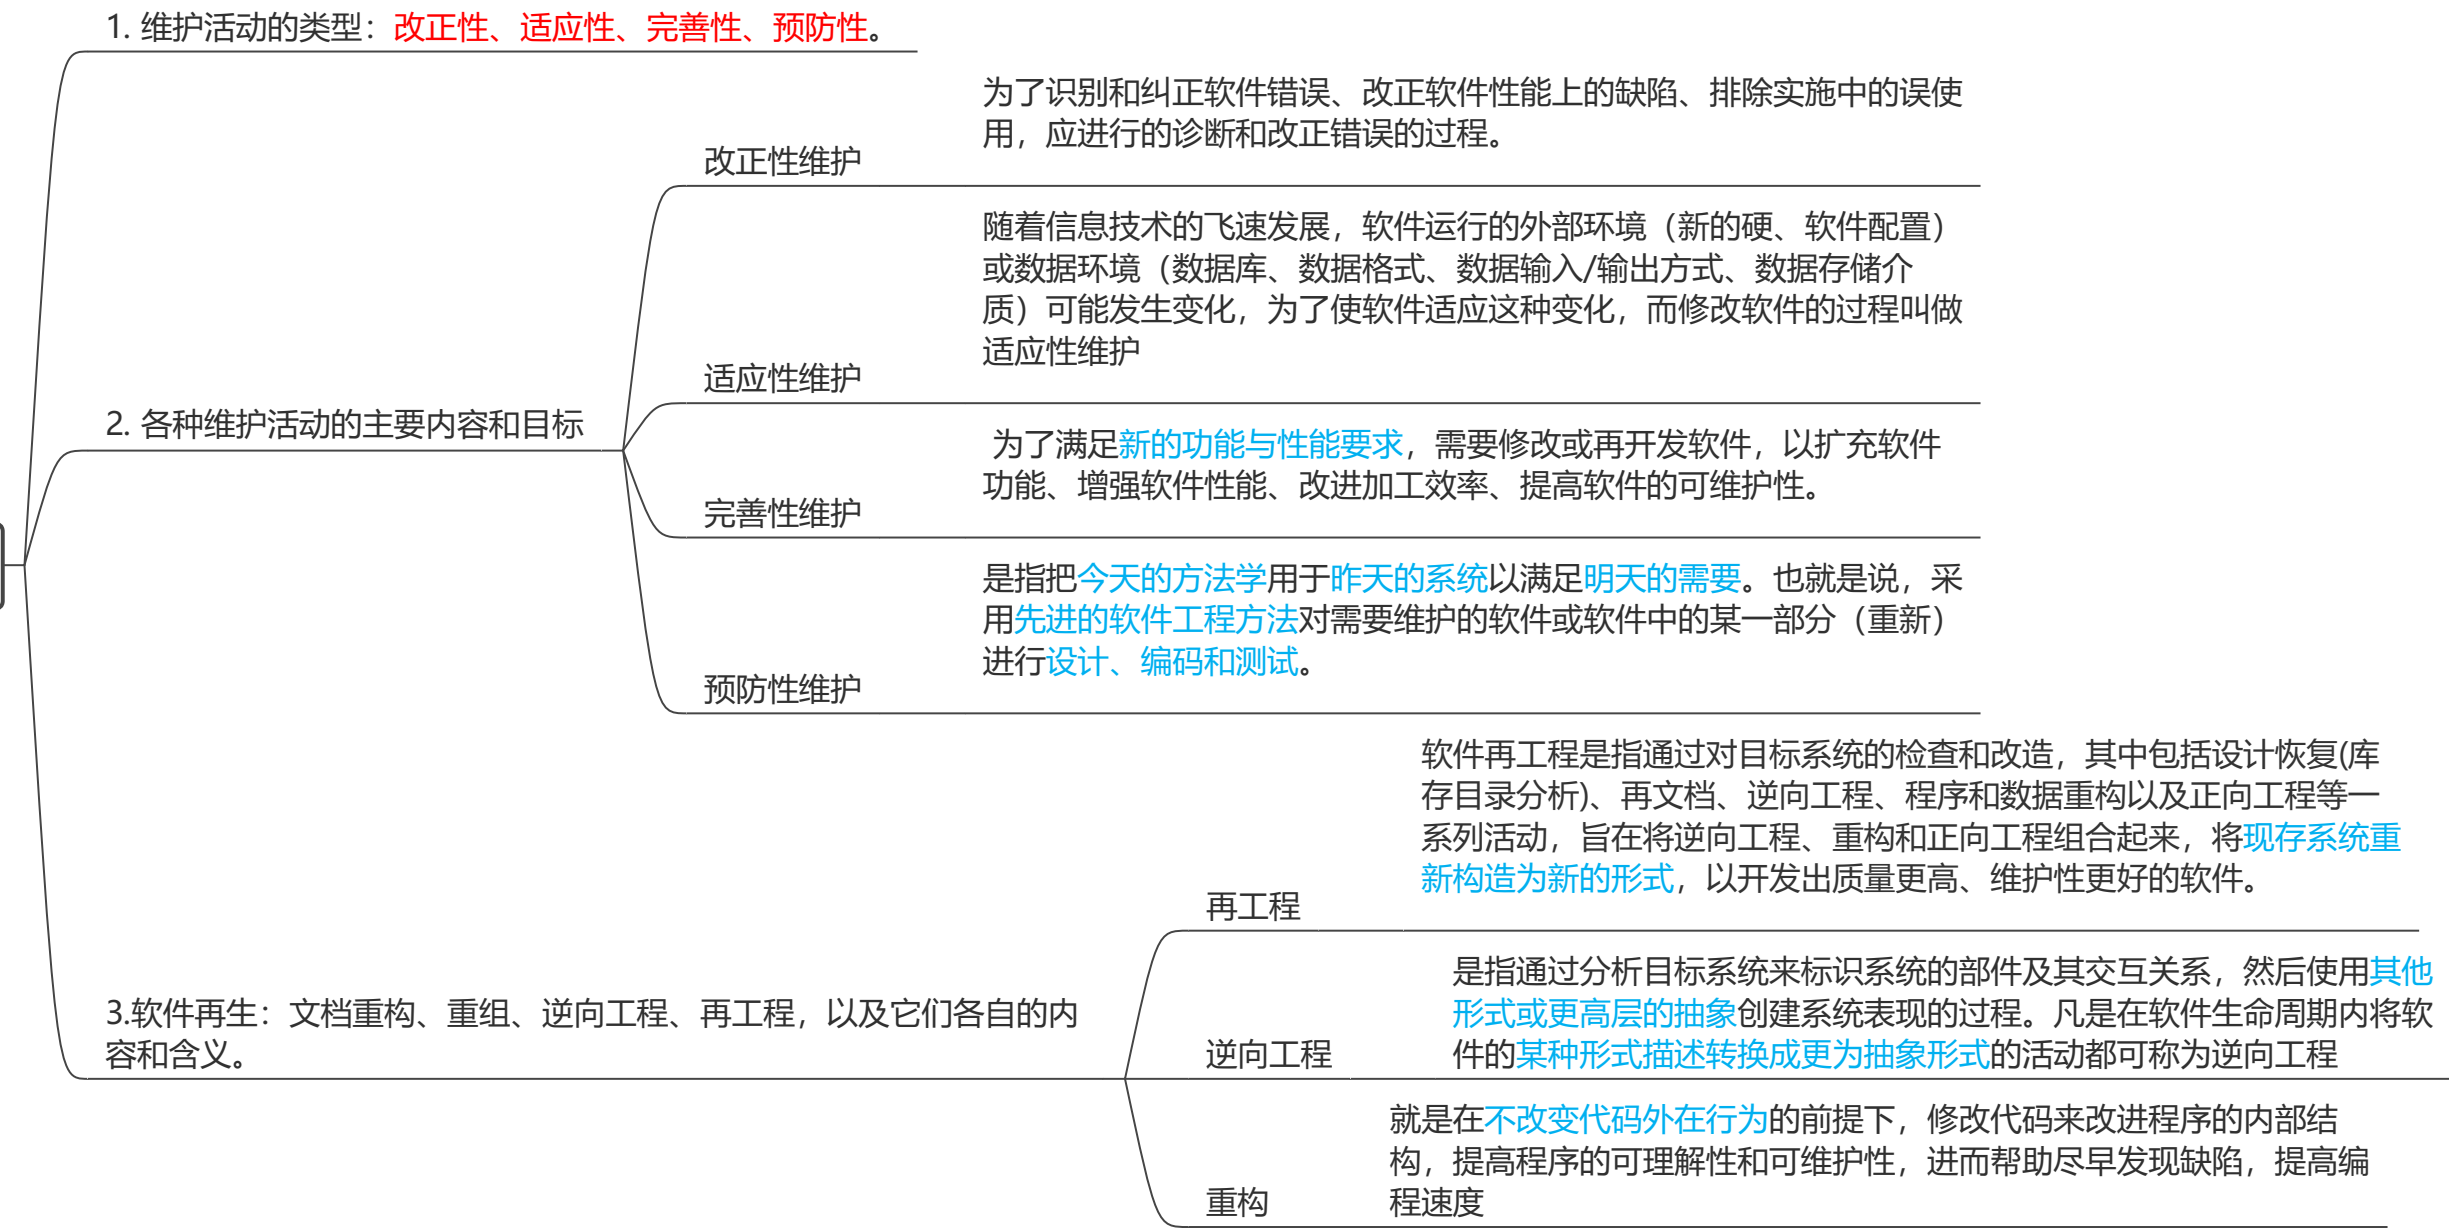 1. 维护活动的类型：改正性、适应性、完善性、预防性。
2. 各种维护活动的主要内容和目标
改正性维护
为了识别和纠正软件错误、改正软件性能上的缺陷、排除实施中的误使
用，应进行的诊断和改正错误的过程。
适应性维护
随着信息技术的飞速发展，软件运行的外部环境（新的硬、软件配置）
或数据环境（数据库、数据格式、数据输入/输出方式、数据存储介
质）可能发生变化，为了使软件适应这种变化，而修改软件的过程叫做
适应性维护
完善性维护
为了满足新的功能与性能要求，需要修改或再开发软件，以扩充软件
功能、增强软件性能、改进加工效率、提高软件的可维护性。
预防性维护
是指把今天的方法学用于昨天的系统以满足明天的需要。也就是说，采
用先进的软件工程方法对需要维护的软件或软件中的某一部分（重新）
进行设计、编码和测试。
3.软件再生：文档重构、重组、逆向工程、再工程，以及它们各自的内
容和含义。
再工程
软件再工程是指通过对目标系统的检查和改造，其中包括设计恢复(库
存目录分析)、再文档、逆向工程、程序和数据重构以及正向工程等一
系列活动，旨在将逆向工程、重构和正向工程组合起来，将现存系统重
新构造为新的形式，以开发出质量更高、维护性更好的软件。
逆向工程
是指通过分析目标系统来标识系统的部件及其交互关系，然后使用其他
形式或更高层的抽象创建系统表现的过程。凡是在软件生命周期内将软
件的某种形式描述转换成更为抽象形式的活动都可称为逆向工程
重构
就是在不改变代码外在行为的前提下，修改代码来改进程序的内部结
构，提高程序的可理解性和可维护性，进而帮助尽早发现缺陷，提高编
程速度